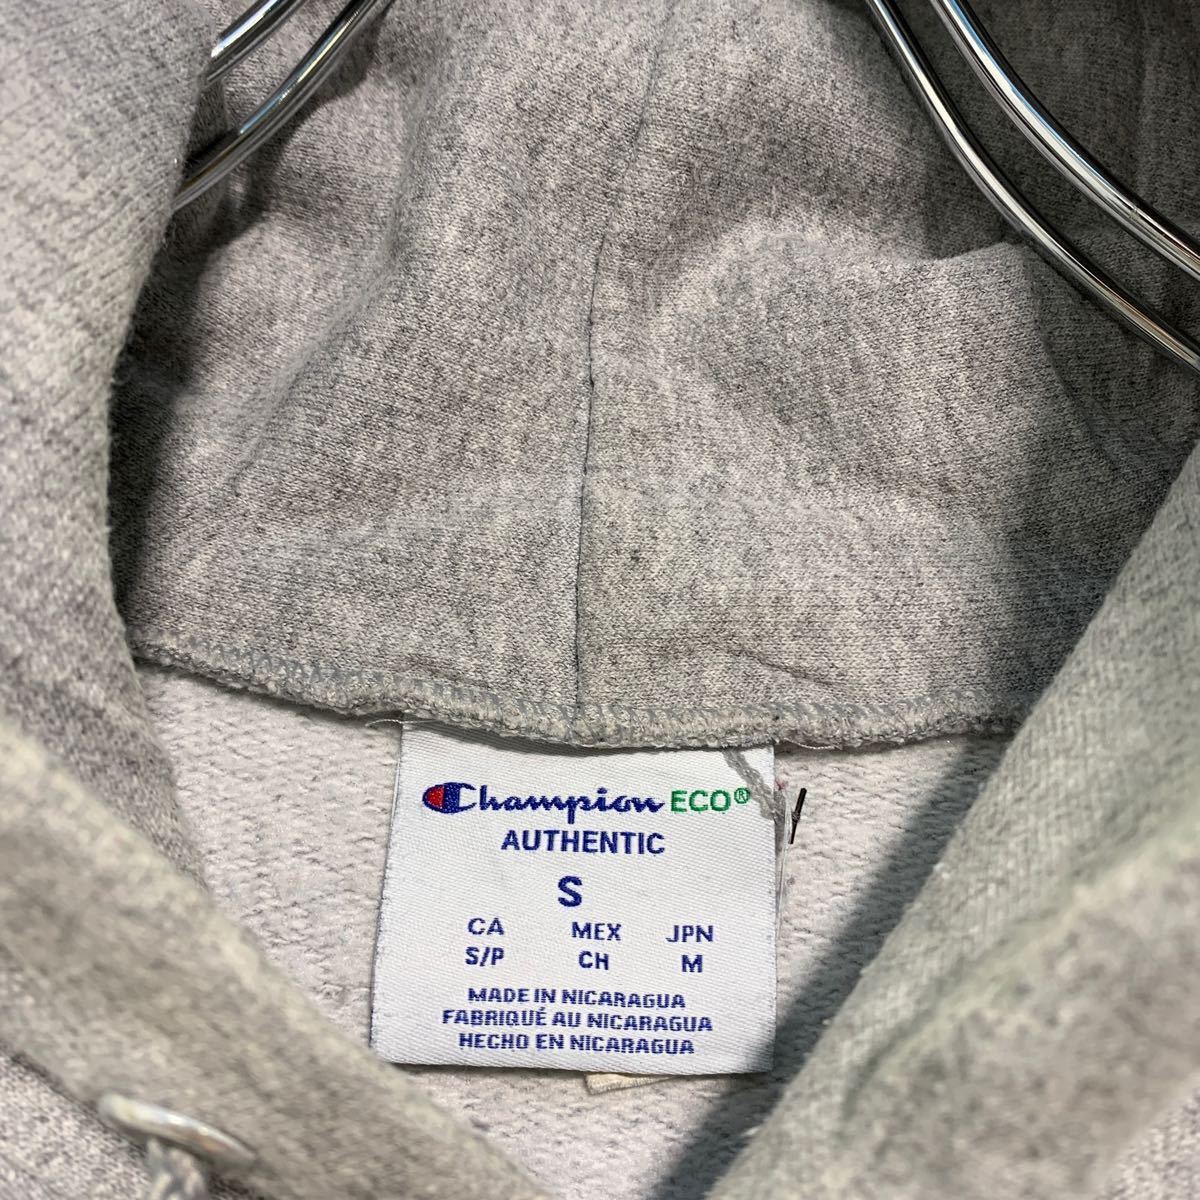 Champion ECO®
AUTHENTIC
S
CA MEX JPN
S/P CH M
MADE IN NICARAGUA
FABRIQUÉ AU NICARAGUA
HECHO EN NICARAGUA